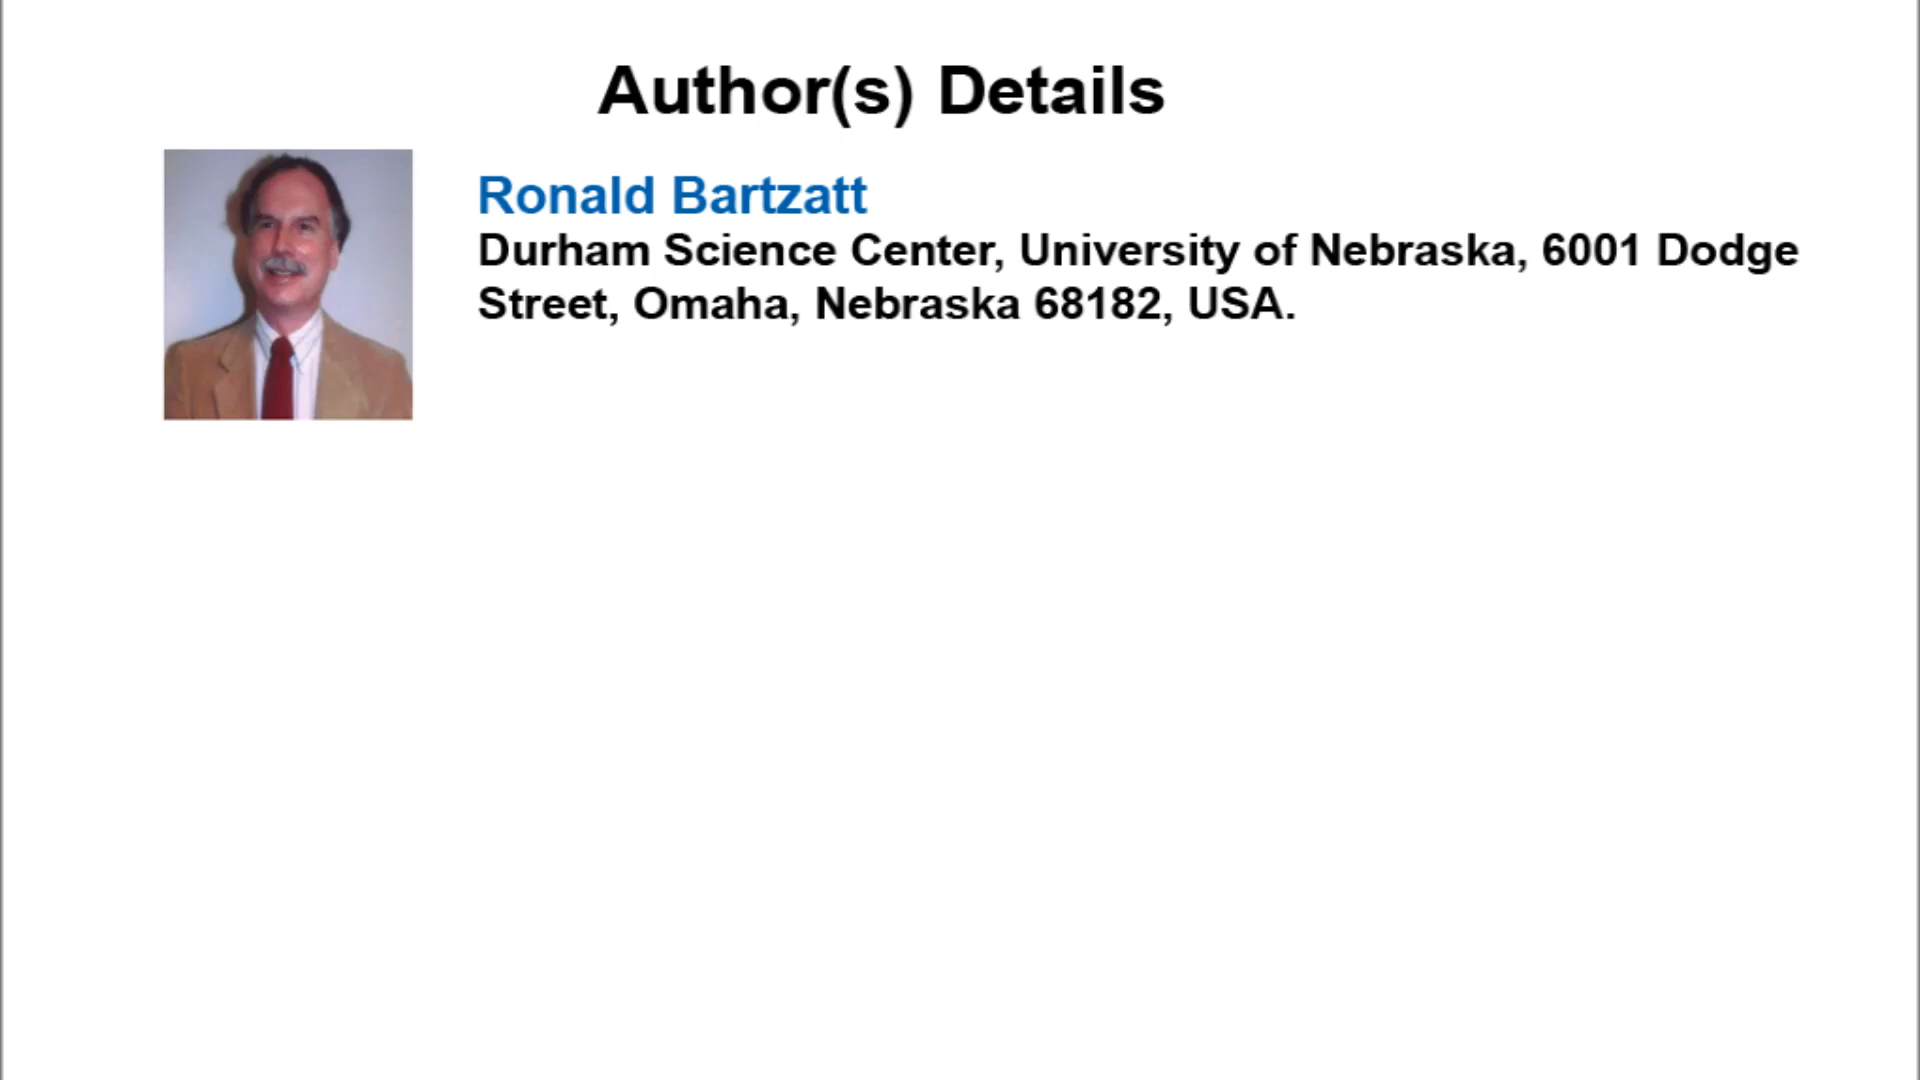 Author(s) Details
Ronald Bartzatt
Durham Science Center, University of Nebraska, 6001 Dodge
Street, Omaha, Nebraska 68182, USA.